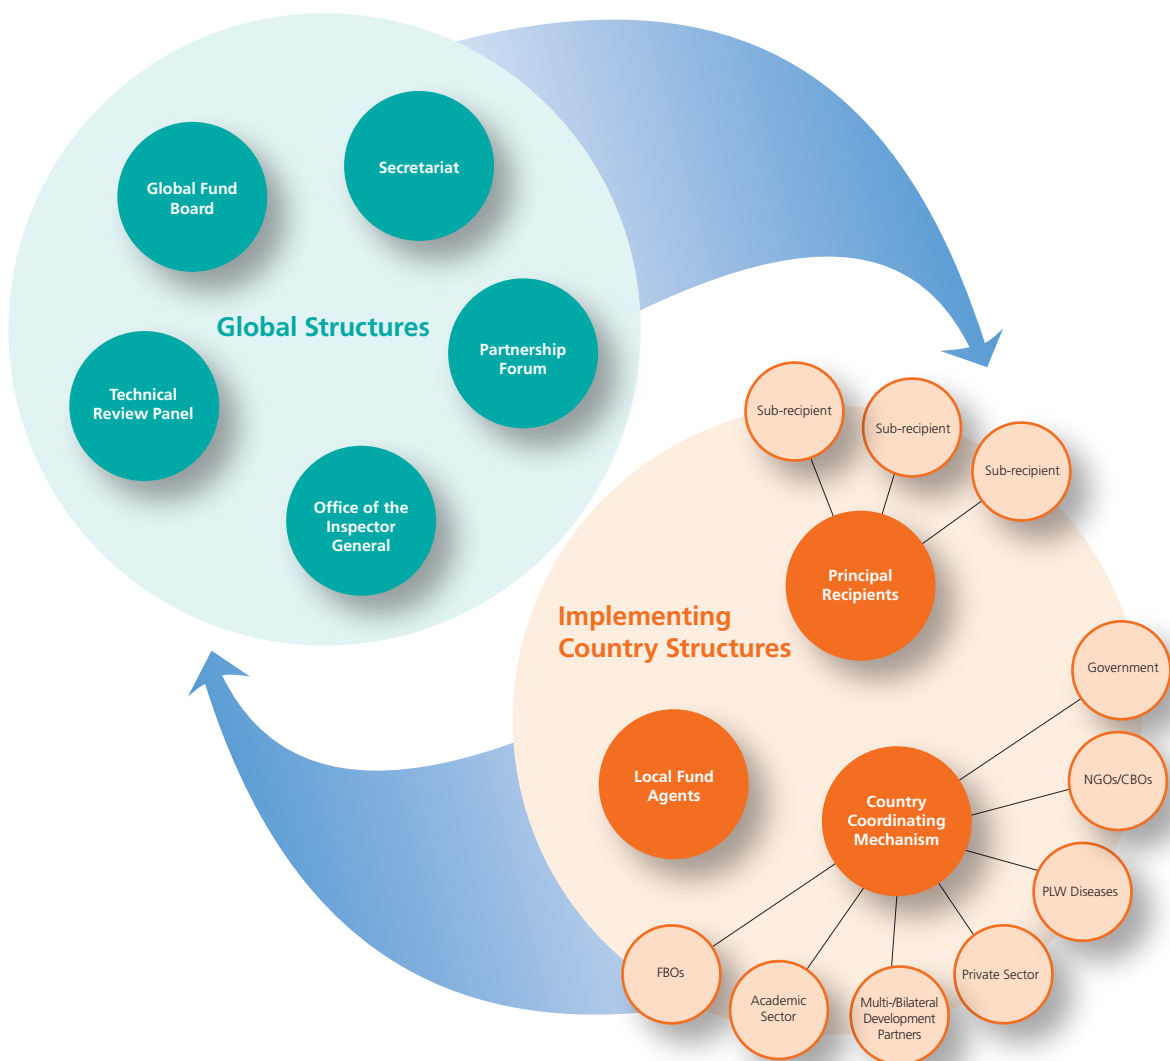 Secretariat
Global Fund
Board
Global Structures
Partnership
Forum
Technical
Review Panel
Office of the
Inspector
General
Sub-recipient
Sub-recipient
Sub-recipient
Principal
Recipients
Implementing
Country Structures
Government
Local Fund
Agents
Country
Coordinating
Mechanism
NGOs/CBOs
PLW Diseases
Private Sector
Multi-/Bilateral
Development
Partners
Academic
Sector
FBOs